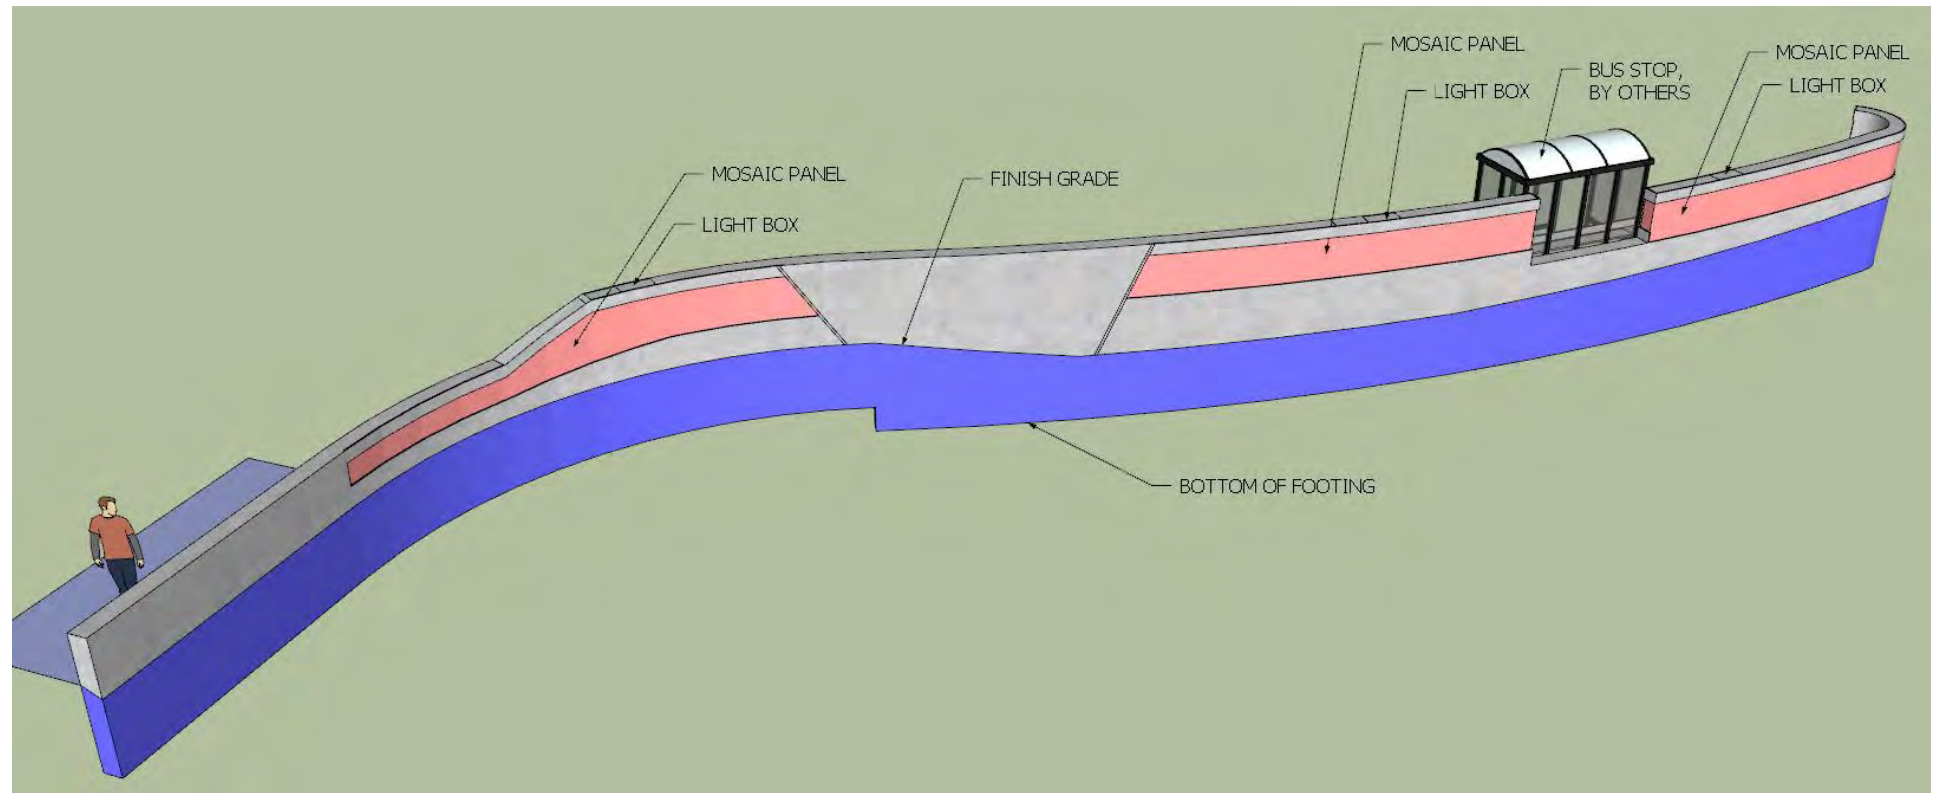 MOSAIC PANEL
LIGHT BOX
FINISH GRADE
MOSAIC PANEL
LIGHT BOX
BUS STOP,
BY OTHERS
MOSAIC PANEL
LIGHT BOX
BOTTOM OF FOOTING